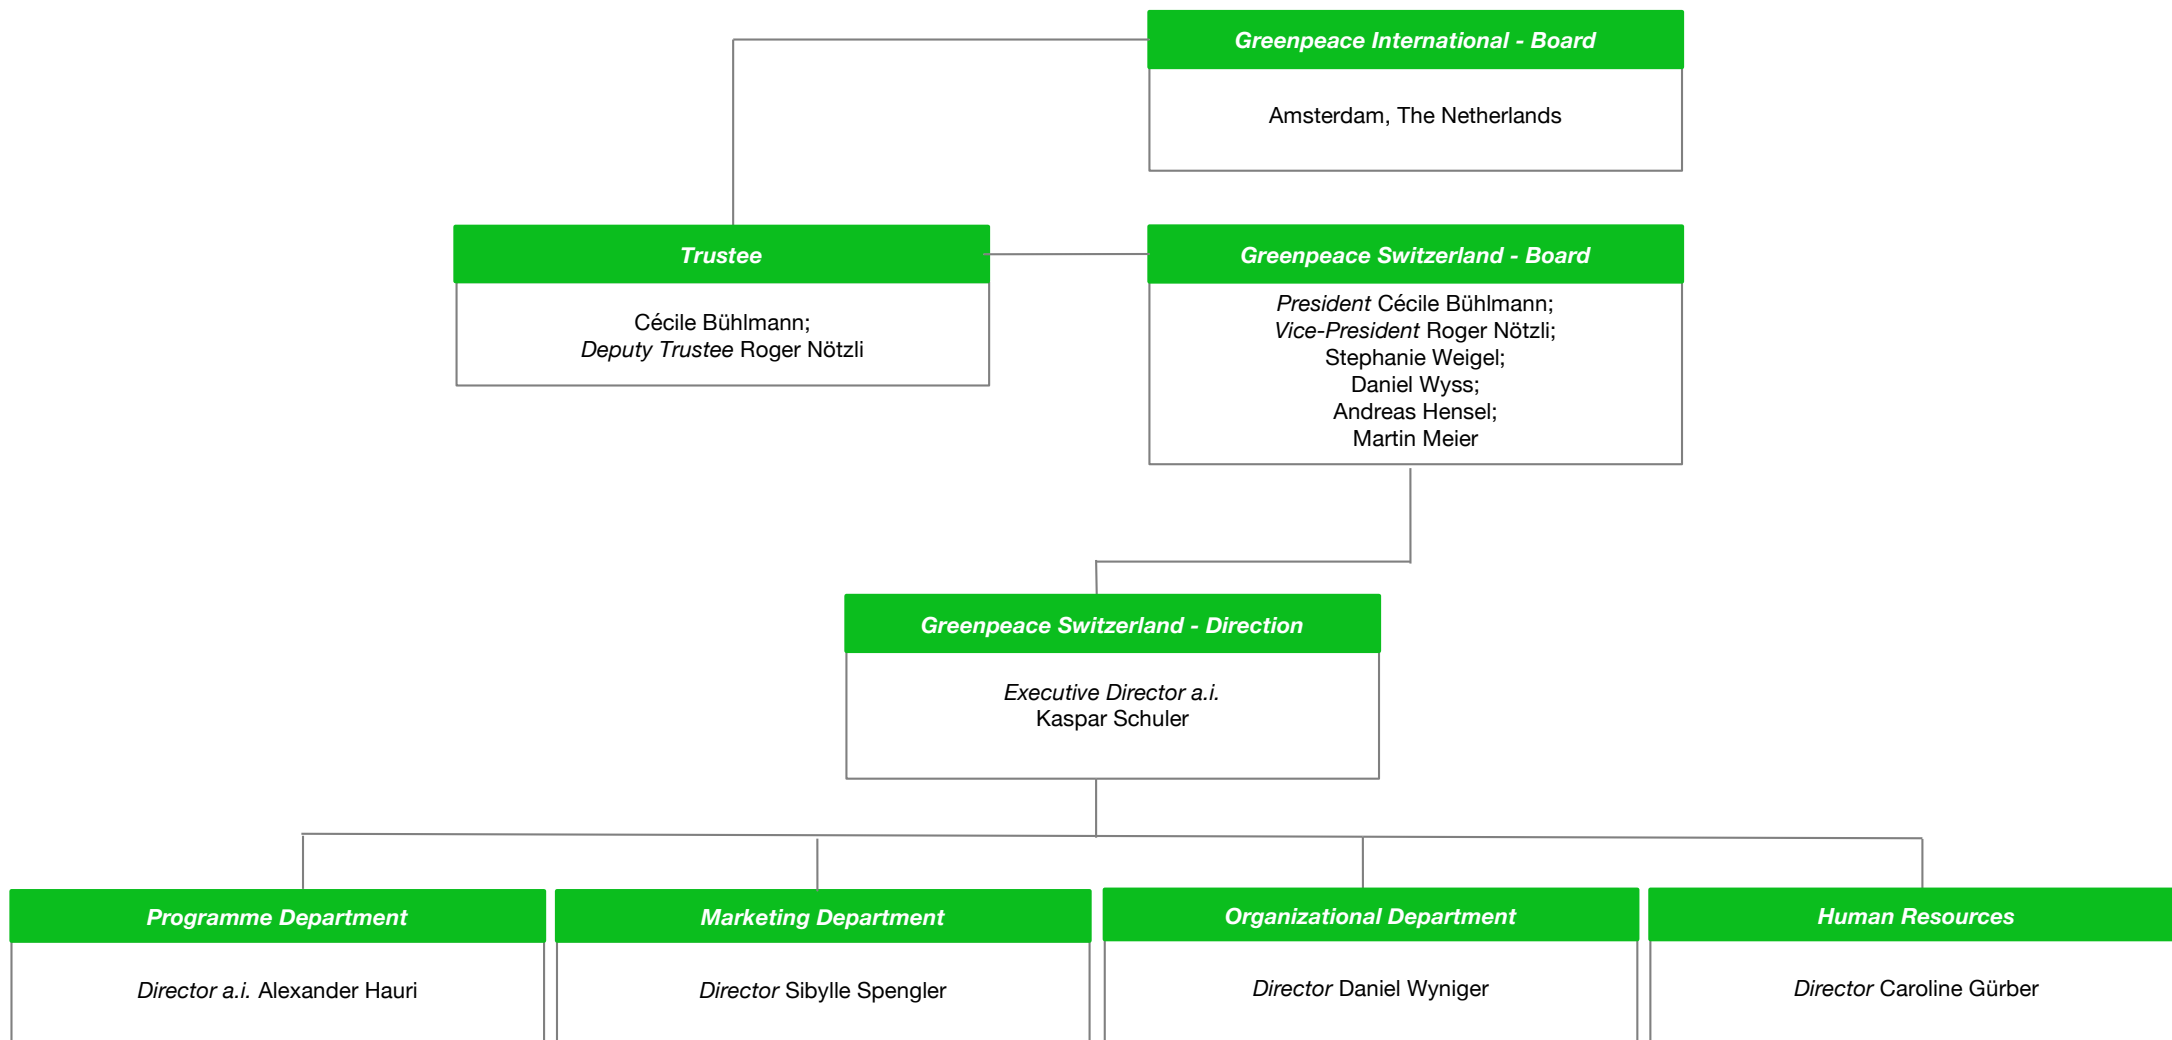 Greenpeace International - Board
Amsterdam, The Netherlands
Trustee
Cécile Bühlmann;
Deputy Trustee Roger Nötzli
Greenpeace Switzerland - Board
President Cécile Bühlmann;
Vice-President Roger Nötzli;
Stephanie Weigel;
Daniel Wyss;
Andreas Hensel;
Martin Meier
Greenpeace Switzerland - Direction
Executive Director a.i.
Kaspar Schuler
Programme Department
Director a.i. Alexander Hauri
Marketing Department
Director Sibylle Spengler
Organizational Department
Director Daniel Wyniger
Human Resources
Director Caroline Gürber